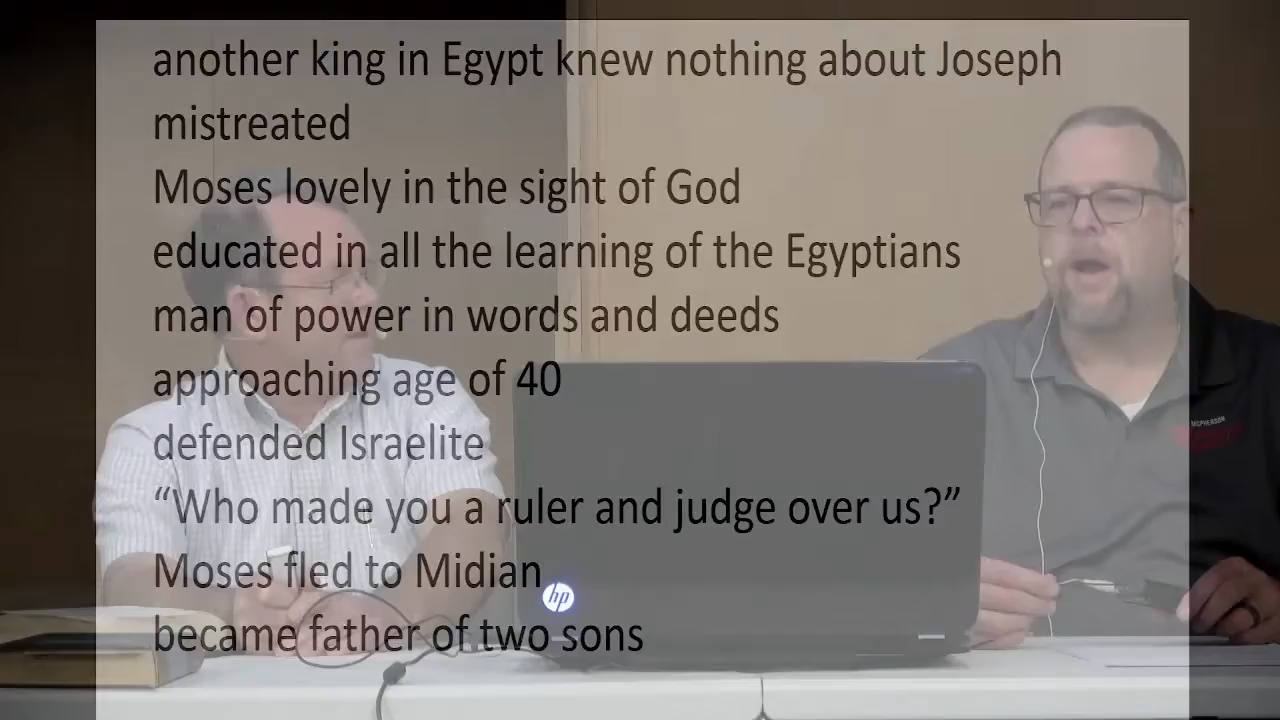 another king in Egypt knew nothing about Joseph
mistreated
Moses lovely in the sight of God
educated in all the learning of the Egyptians
man of power in words and deeds
approaching age of 40
defended Israelite
“Who made you a ruler and judge over us?”
Moses fled to Midian
became father of two sons
hp
MCPHERSON